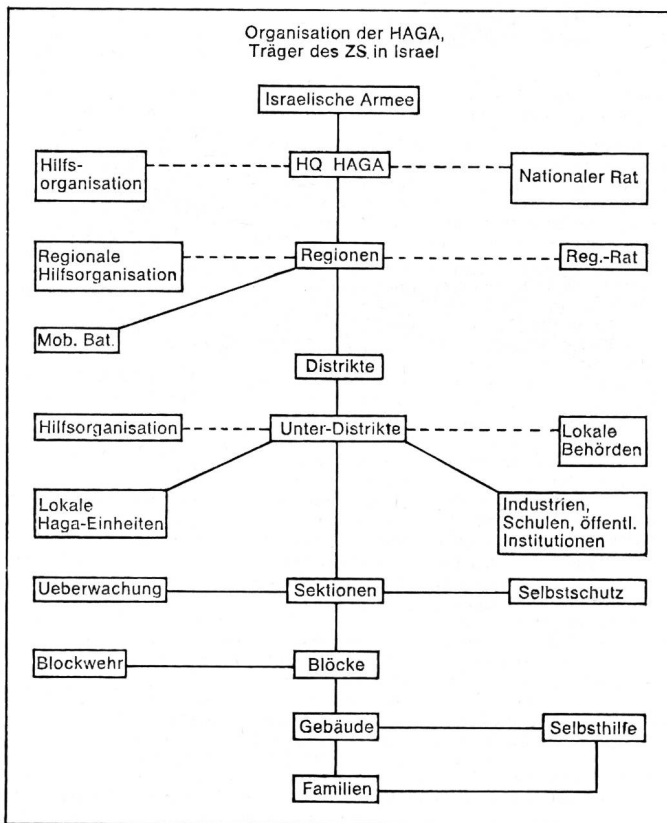 Organisation der HAGA,
Träger des ZS in Israel
Israelische Armee
Hilfs-
organisation
HQ HAGA
Nationaler Rat
Regionale
Hilfsorganisation
Regionen
Reg.-Rat
Mob. Bat.
Distrikte
Hilfsorganisation
Unter-Distrikte
Lokale
Behörden
Lokale
Haga-Einheiten
Industrien,
Schulen, öffentl.
Institutionen
Ueberwachung
Sektionen
Selbstschutz
Blockwehr
Blöcke
Gebäude
Selbsthilfe
Familien